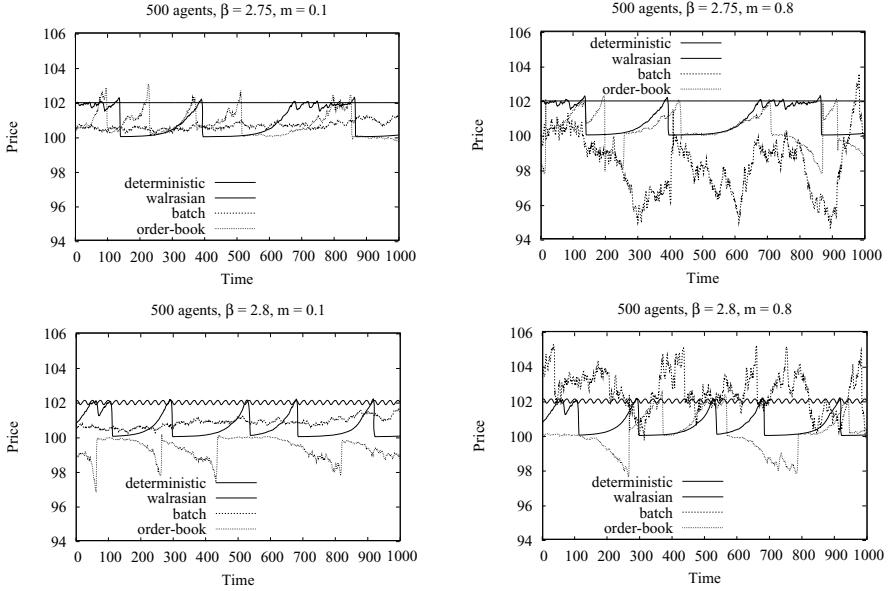 500 agents, β = 2.75, m = 0.1
106
104
102
100
98
96
94
Price
deterministic
walrasian
batch
order-book
0 100 200 300 400 500 600 700 800 900 1000
Time
500 agents, β = 2.75, m = 0.8
106
104
102
100
98
96
94
Price
deterministic
walrasian
batch
order-book
0 100 200 300 400 500 600 700 800 900 1000
Time
500 agents, β = 2.8, m = 0.1
106
104
102
100
98
96
94
Price
deterministic
walrasian
batch
order-book
0 100 200 300 400 500 600 700 800 900 1000
Time
500 agents, β = 2.8, m = 0.8
106
104
102
100
98
96
94
Price
deterministic
walrasian
batch
order-book
0 100 200 300 400 500 600 700 800 900 1000
Time